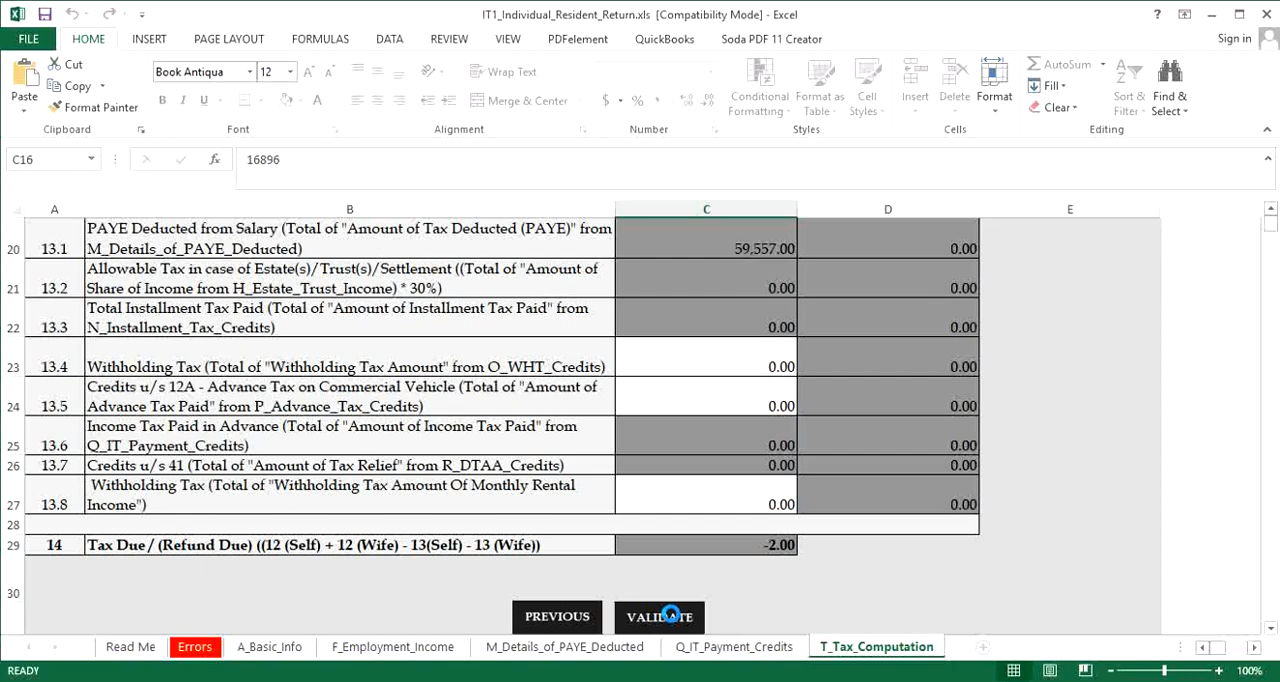 IT1_Individual_Resident_Return.xls [Compatibility Mode] - Excel
?
FILE HOME INSERT PAGE LAYOUT FORMULAS DATA REVIEW VIEW PDFelement QuickBooks Soda PDF 11 Creator Sign in
Paste
Cut
Copy
Format Painter
Clipboard
Book Antiqua 12
B I U
Font
Wrap Text
Merge & Center
Alignment
$ % ,
Number
Conditional Formatting
Format as Table
Cell Styles
Styles
Insert Delete Format
Cells
AutoSum
Fill
Clear
Sort & Filter
Find & Select
Editing
C16 fx 16896
A B C D E
20 13.1 PAYE Deducted from Salary (Total of "Amount of Tax Deducted (PAYE)" from
M_Details_of_PAYE_Deducted) 59,557.00 0.00
21 13.2 Allowable Tax in case of Estate(s)/Trust(s)/Settlement ((Total of "Amount of
Share of Income from H_Estate_Trust_Income) * 30%) 0.00 0.00
22 13.3 Total Installment Tax Paid (Total of "Amount of Installment Tax Paid" from
N_Installment_Tax_Credits) 0.00 0.00
23 13.4 Withholding Tax (Total of "Withholding Tax Amount" from O_WHT_Credits) 0.00 0.00
24 13.5 Credits u/s 12A - Advance Tax on Commercial Vehicle (Total of "Amount of
Advance Tax Paid" from P_Advance_Tax_Credits) 0.00 0.00
25 13.6 Income Tax Paid in Advance (Total of "Amount of Income Tax Paid" from
Q_IT_Payment_Credits) 0.00 0.00
26 13.7 Credits u/s 41 (Total of "Amount of Tax Relief" from R_DTAA_Credits) 0.00 0.00
27 13.8 Withholding Tax (Total of "Withholding Tax Amount Of Monthly Rental
Income") 0.00 0.00
28
29 14 Tax Due / (Refund Due) ((12 (Self) + 12 (Wife) - 13(Self) - 13 (Wife)) -2.00
30
PREVIOUS VALIDATE
Read Me Errors A_Basic_Info F_Employment_Income M_Details_of_PAYE_Deducted Q_IT_Payment_Credits T_Tax_Computation
READY 100%